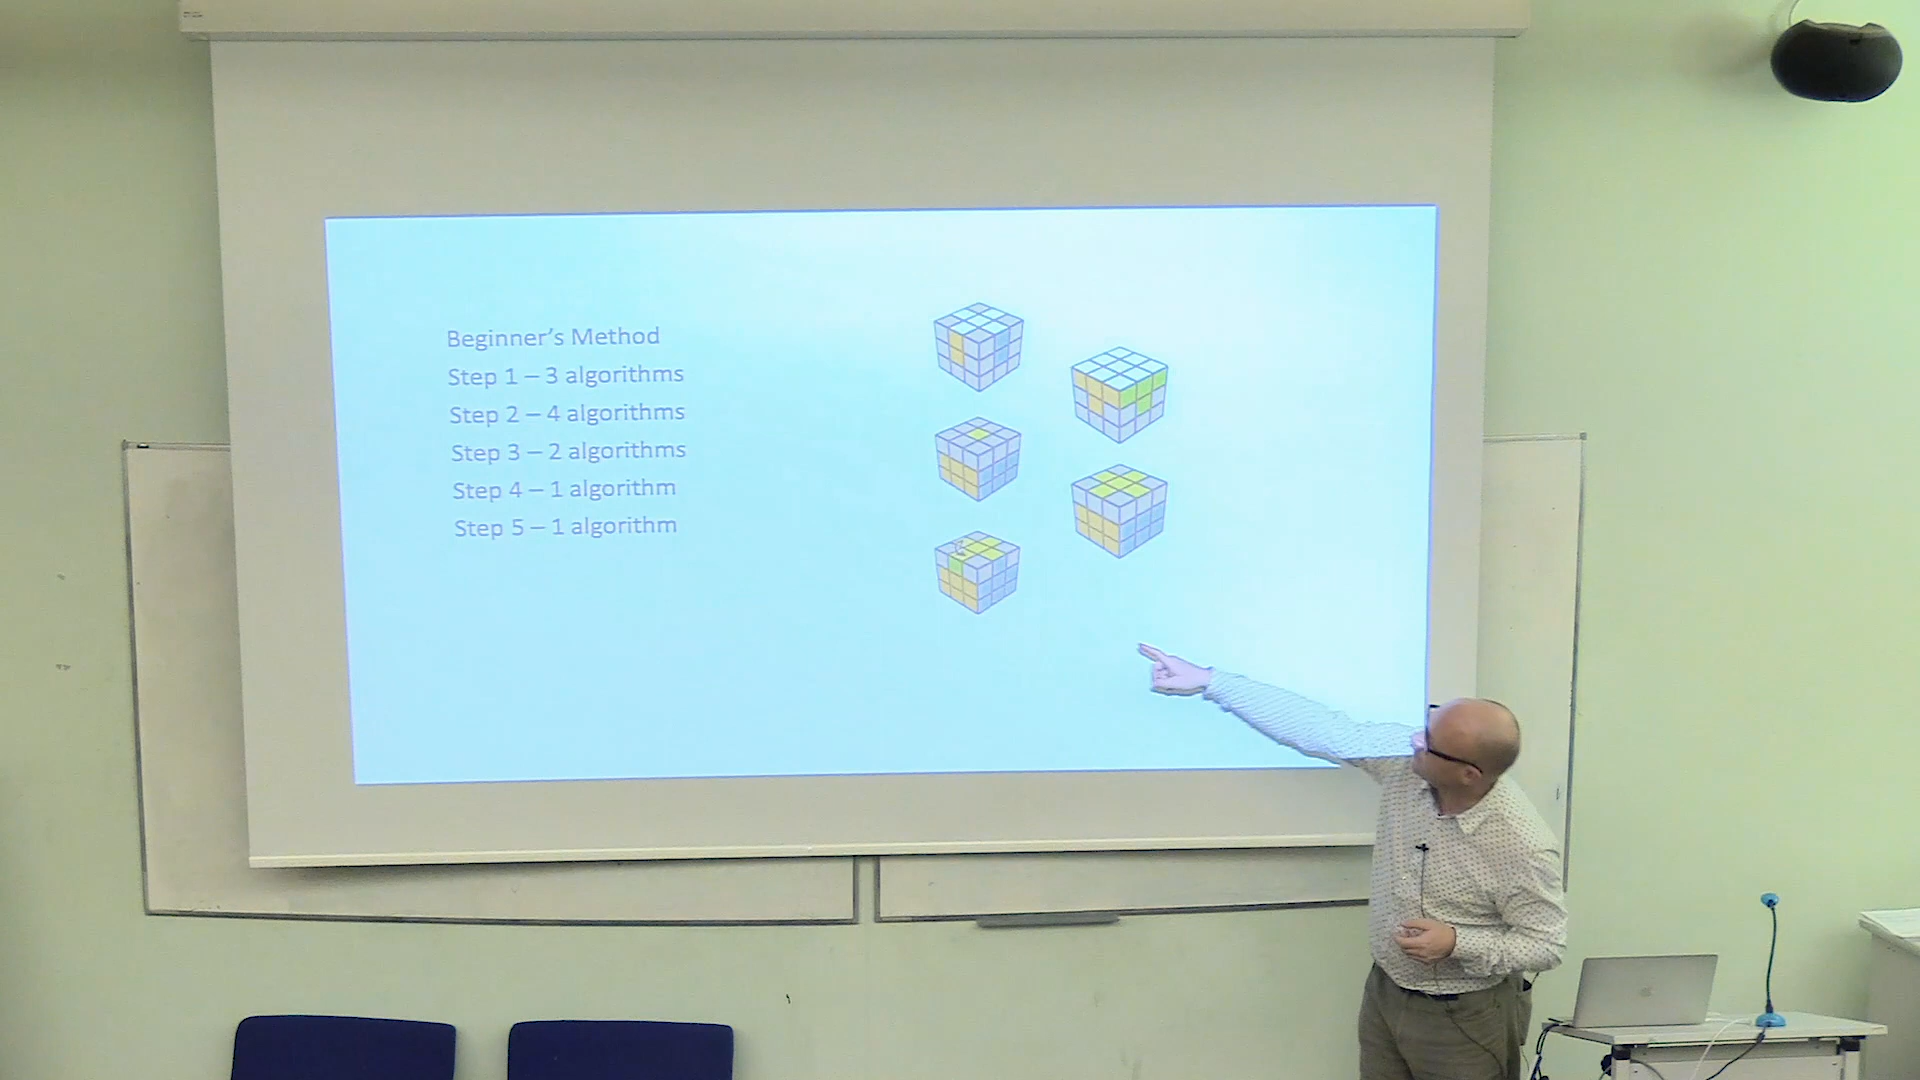 Beginner’s Method
Step 1 – 3 algorithms
Step 2 – 4 algorithms
Step 3 – 2 algorithms
Step 4 – 1 algorithm
Step 5 – 1 algorithm